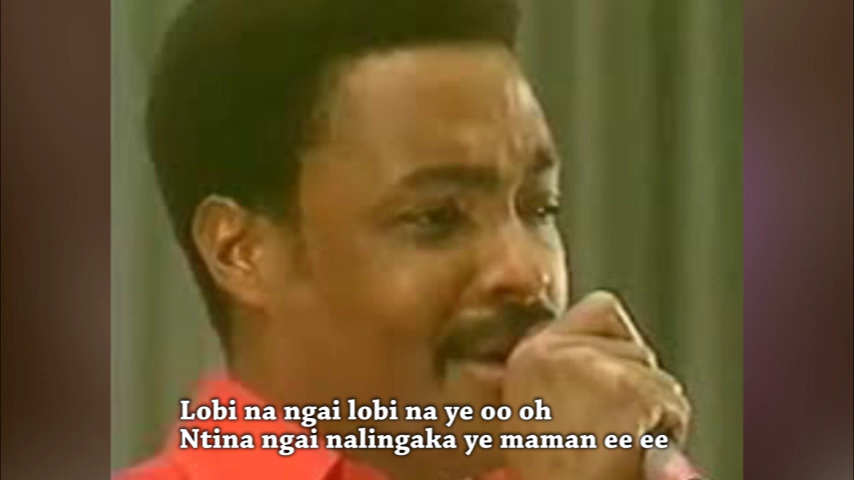 Lobi na ngai lobi na ye oo oh
Ntina ngai nalingaka ye maman ee ee